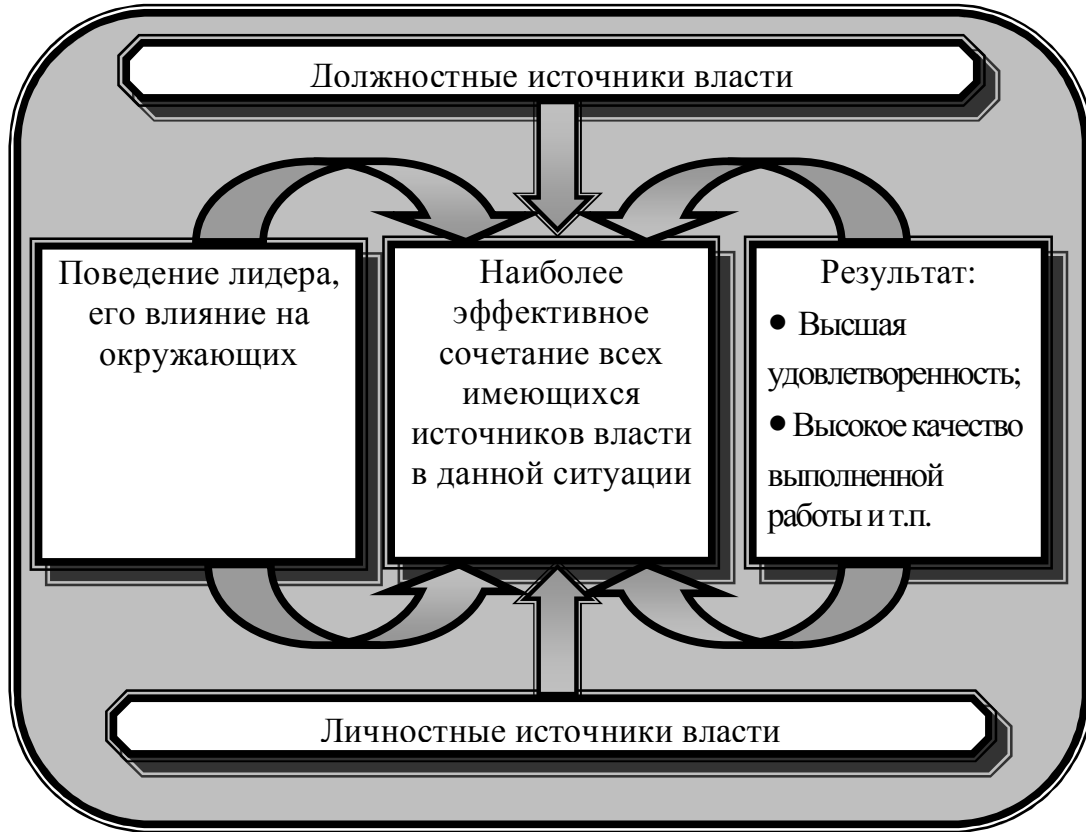 Должностные источники власти
Поведение лидера,
его влияние на
окружающих
Наиболее
эффективное
сочетание всех
имеющихся
источников власти
в данной ситуации
Результат:
• Высшая
удовлетворенность;
• Высокое качество
выполненной
работы и т.п.
Личностные источники власти